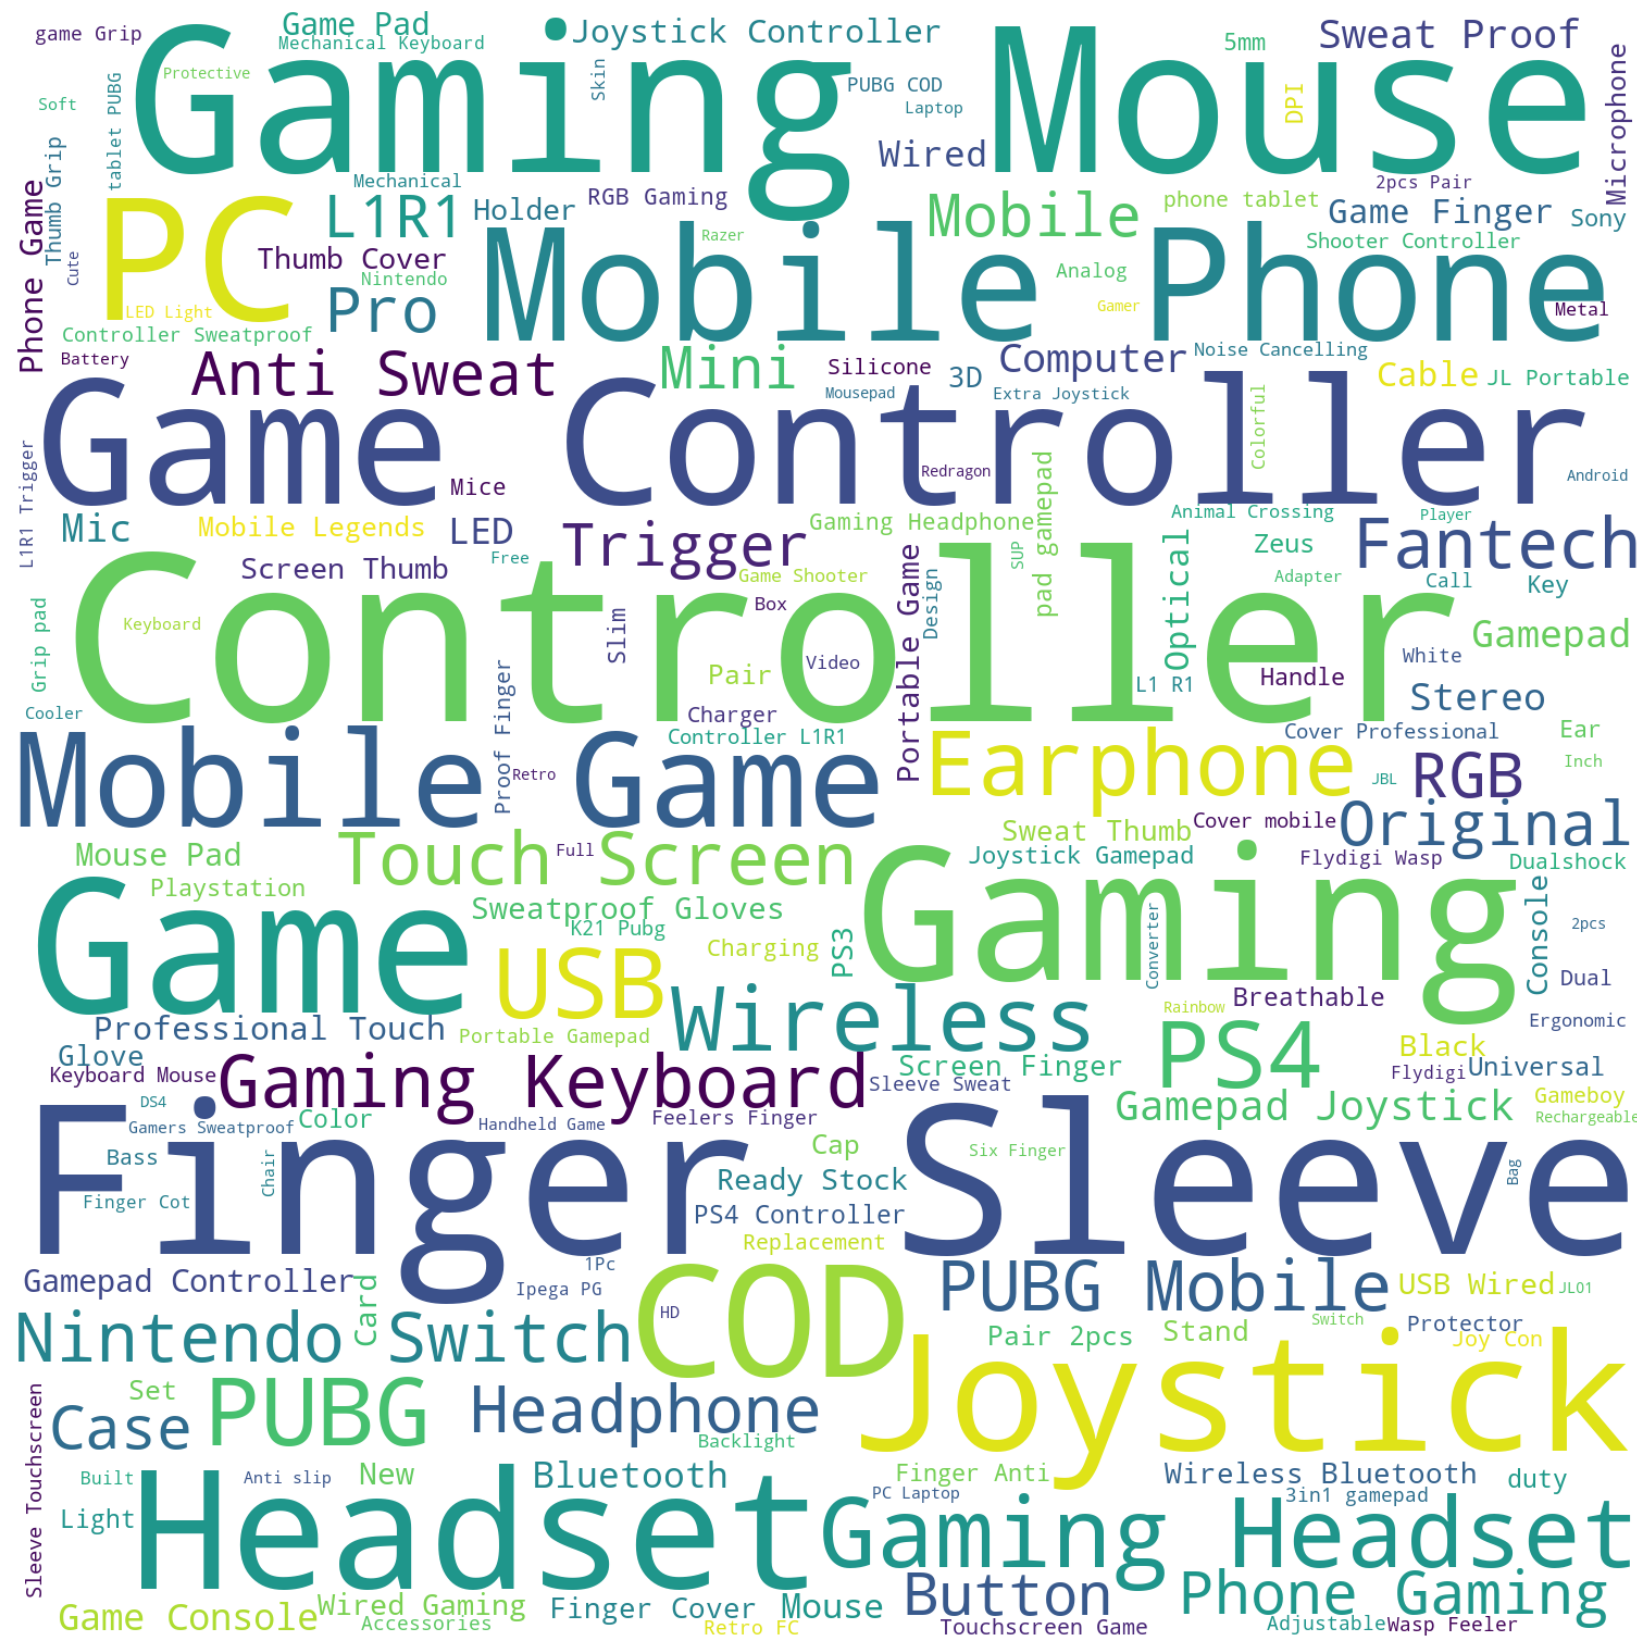 game Grip
Game Pad
Mechanical Keyboard
Joystick Controller
Sweat Proof
5mm
Gaming Mouse
Protective
Skin
PUBG COD
Laptop
DPI
Microphone
Soft
tablet PUBG
Thumb Grip
Wired
Mechanical
2pcs Pair
Phone Game
PC
L1R1
Holder
RGB Gaming
Mobile
phone tablet
Game Finger
Sony
Mobile Phone
Razer
Shooter Controller
Thumb Cover
Cute
Nintendo
Analog
Pro
LED Light
Gamer
Metal
Controller Sweatproof
Battery
Anti Sweat
Mini
Silicone
3D
Computer
Noise Cancelling
Cable
JL Portable
Mousepad
Extra Joystick
Colorful
Game Controller
L1R1 Trigger
Mice
Redragon
pad gamepad
Android
Mic
Mobile Legends
LED
Trigger
Gaming Headphone
Animal Crossing
Player
Fantech
Screen Thumb
Free
Game Shooter
SUP
Zeus
Optical
Adapter
Call
Key
Controller
Keyboard
Box
Slim
Portable Game
Design
Grip pad
Gamepad
Video
Pair
White
L1 R1
Handle
Stereo
Cooler
Proof Finger
Charger
Controller L1R1
Cover Professional
Ear
Mobile Game
Retro
Earphone
JBL
RGB
Inch
Sweat Thumb
Cover mobile
Original
Mouse Pad
Touch Screen
Full
Joystick Gamepad
Flydigi Wasp
Dualshock
Playstation
Game
Sweatproof Gloves
K21 Pubg
Charging
PS3
Gaming
Converter
Console
2pcs
USB
Wireless
Breathable
Dual
Rainbow
Ergonomic
Professional Touch
Portable Gamepad
PS4
Black
Glove
Keyboard Mouse
Gaming Keyboard
Sleeve Sweat
Screen Finger
Flydigi
Universal
DS4
Gamers Sweatproof
Color
Handheld Game
Feelers Finger
Gamepad Joystick
Gameboy
Rechargeable
Finger Sleeve
Bass
Chair
Cap
Six Finger
Bag
Finger Cot
Ready Stock
PS4 Controller
Replacement
Gamepad Controller
Card
1Pc
Ipega PG
COD
HD
PUBG Mobile
USB Wired
JL01
Nintendo Switch
Pair 2pcs
Stand
Switch
Protector
Joy Con
Joystick
Sleeve Touchscreen
Set
Case
PUBG
Headphone
Backlight
Built
Anti slip
New
Bluetooth
Finger Anti
Wireless Bluetooth
duty
PC Laptop
3in1 gamepad
Light
Headset
Gaming Headset
Game Console
Wired Gaming
Accessories
Finger Cover
Mouse
Retro FC
Button
Touchscreen Game
Phone Gaming
Adjustable
Wasp Feeler